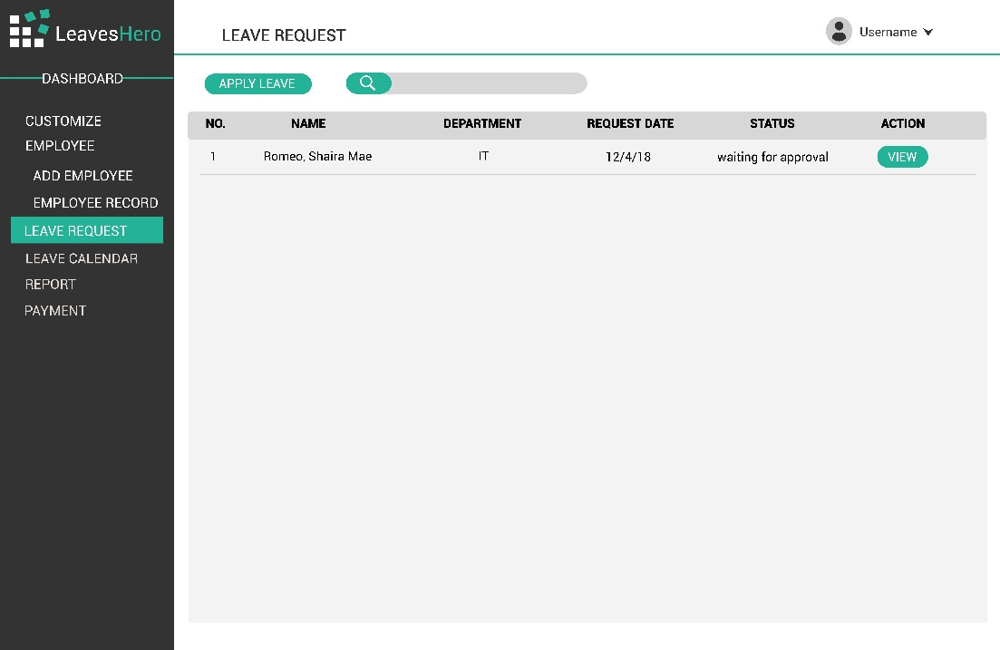 LeavesHero
DASHBOARD
CUSTOMIZE
EMPLOYEE
ADD EMPLOYEE
EMPLOYEE RECORD
LEAVE REQUEST
LEAVE CALENDAR
REPORT
PAYMENT
LEAVE REQUEST
Username
APPLY LEAVE
NO. NAME DEPARTMENT REQUEST DATE STATUS ACTION
1 Romeo, Shaira Mae IT 12/4/18 waiting for approval VIEW